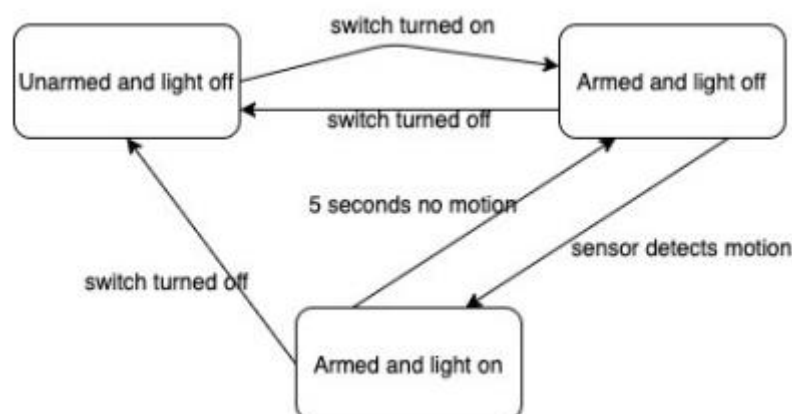 switch turned on
Unarmed and light off
Armed and light off
switch turned off
5 seconds no motion
sensor detects motion
switch turned off
Armed and light on